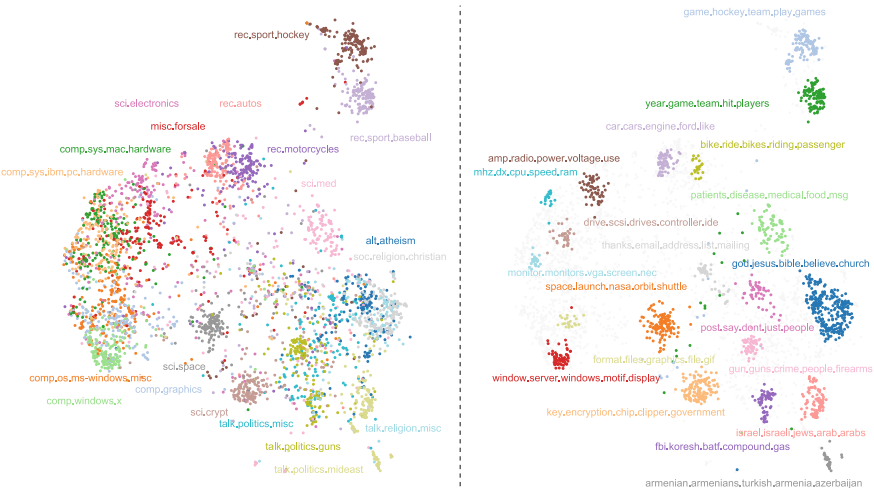 rec.sport.hockey
sci.electronics
rec.autos
misc.forsale
rec.sport.baseball
comp.sys.mac.hardware
rec.motorcycles
comp.sys.ibm.pc.hardware
sci.med
alt.atheism
soc.religion.christian
sci.space
comp.os.ms-windows.misc
comp.graphics
comp.windows.x
sci.crypt
talk.politics.misc
talk.religion.misc
talk.politics.guns
talk.politics.mideast
game.hockey.team.play.games
year.game.team.hit.players
car.cars.engine.ford.like
bike.ride.bikes.riding.passenger
amp.radio.power.voltage.use
mhz.dx.cpu.speed.ram
patients.disease.medical.food.msg
drive.scsi.drives.controller.ide
thanks.email.address.list.mailing
god.jesus.bible.believe.church
monitor.monitors.vga.screen.nec
space.launch.nasa.orbit.shuttle
post.say.dont.just.people
format.files.graphics.file.gif
gun.guns.crime.people.firearms
window.server.windows.motif.display
key.encryption.chip.clipper.government
israel.israeli.jews.arab.arabs
fbi.koresh.batf.compound.gas
armenian.armenians.turkish.armenia.azerbaijan